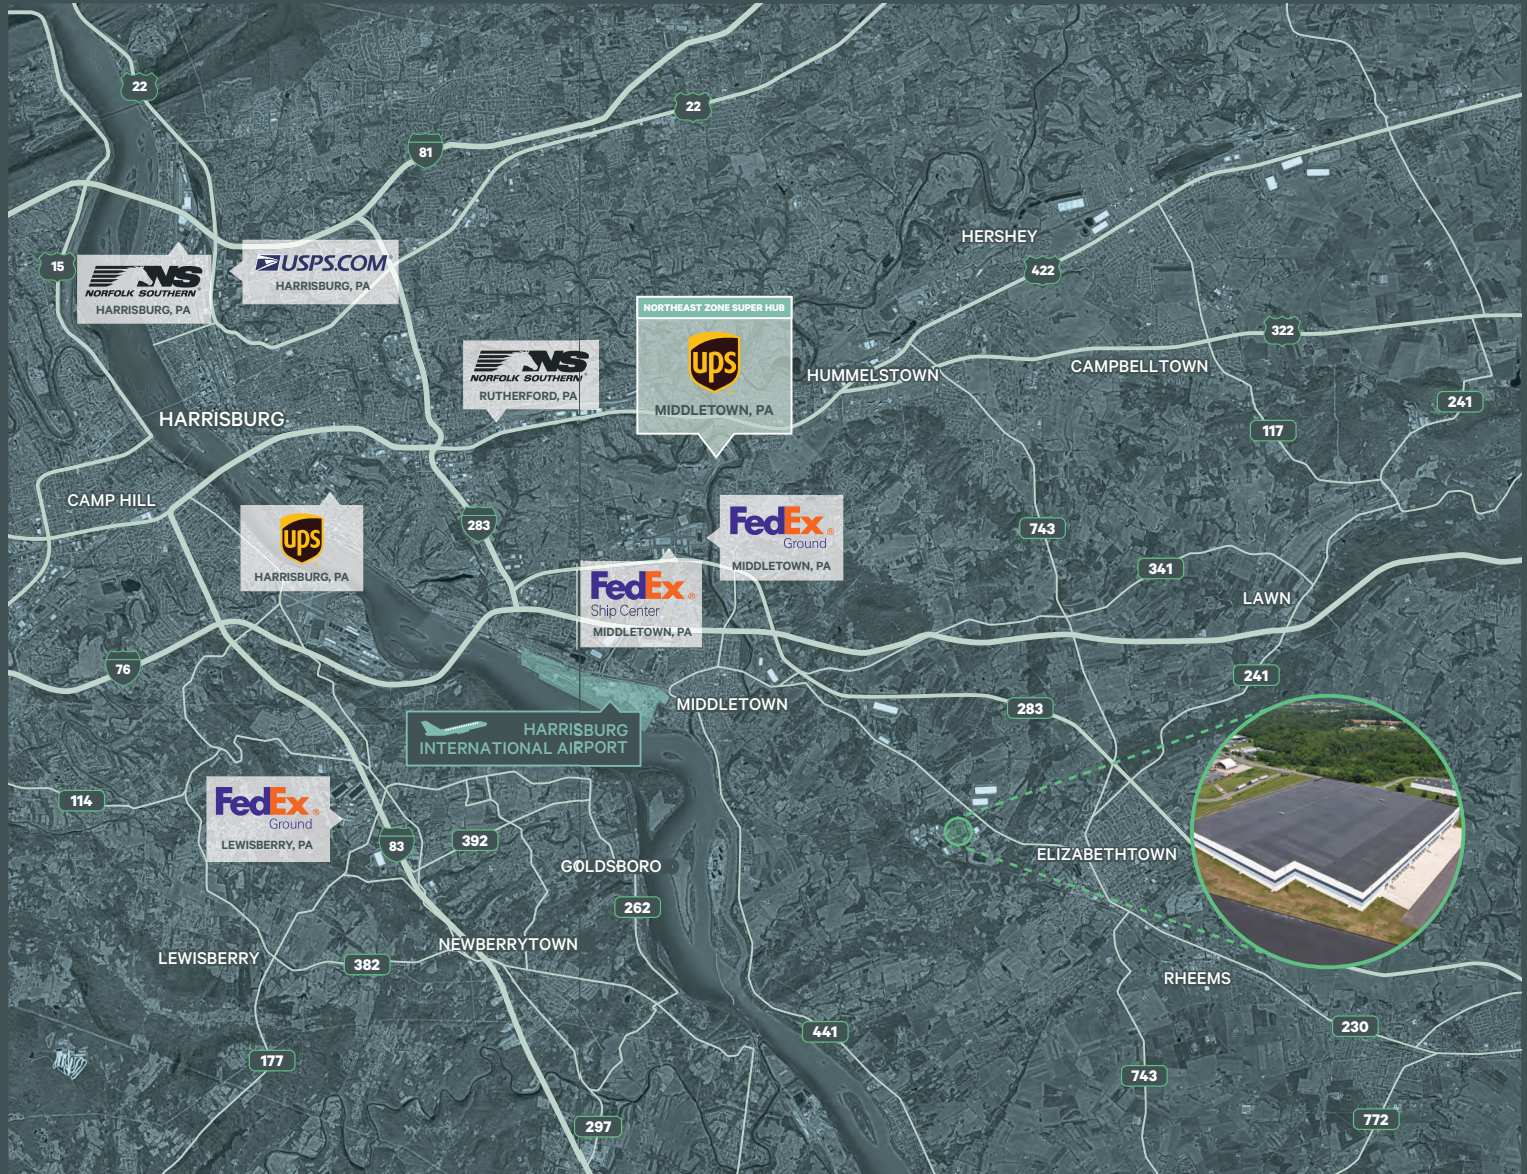 22
22
81
15
NS
NORFOLK SOUTHERN®
HARRISBURG, PA
USPS.COM®
HARRISBURG, PA
HERSHEY
422
NORTHEAST ZONE SUPER HUB
ups
MIDDLETOWN, PA
NS
NORFOLK SOUTHERN®
RUTHERFORD, PA
HUMMELSTOWN
322
CAMPBELLTOWN
241
117
HARRISBURG
CAMP HILL
ups
HARRISBURG, PA
283
FedEx®
Ground
MIDDLETOWN, PA
743
341
FedEx®
Ship Center
MIDDLETOWN, PA
LAWN
76
241
MIDDLETOWN
283
HARRISBURG
INTERNATIONAL AIRPORT
114
FedEx®
Ground
LEWISBERRY, PA
83
392
GOLDSBORO
ELIZABETHTOWN
262
NEWBERRYTOWN
LEWISBERRY
382
RHEEMS
441
230
177
743
297
772